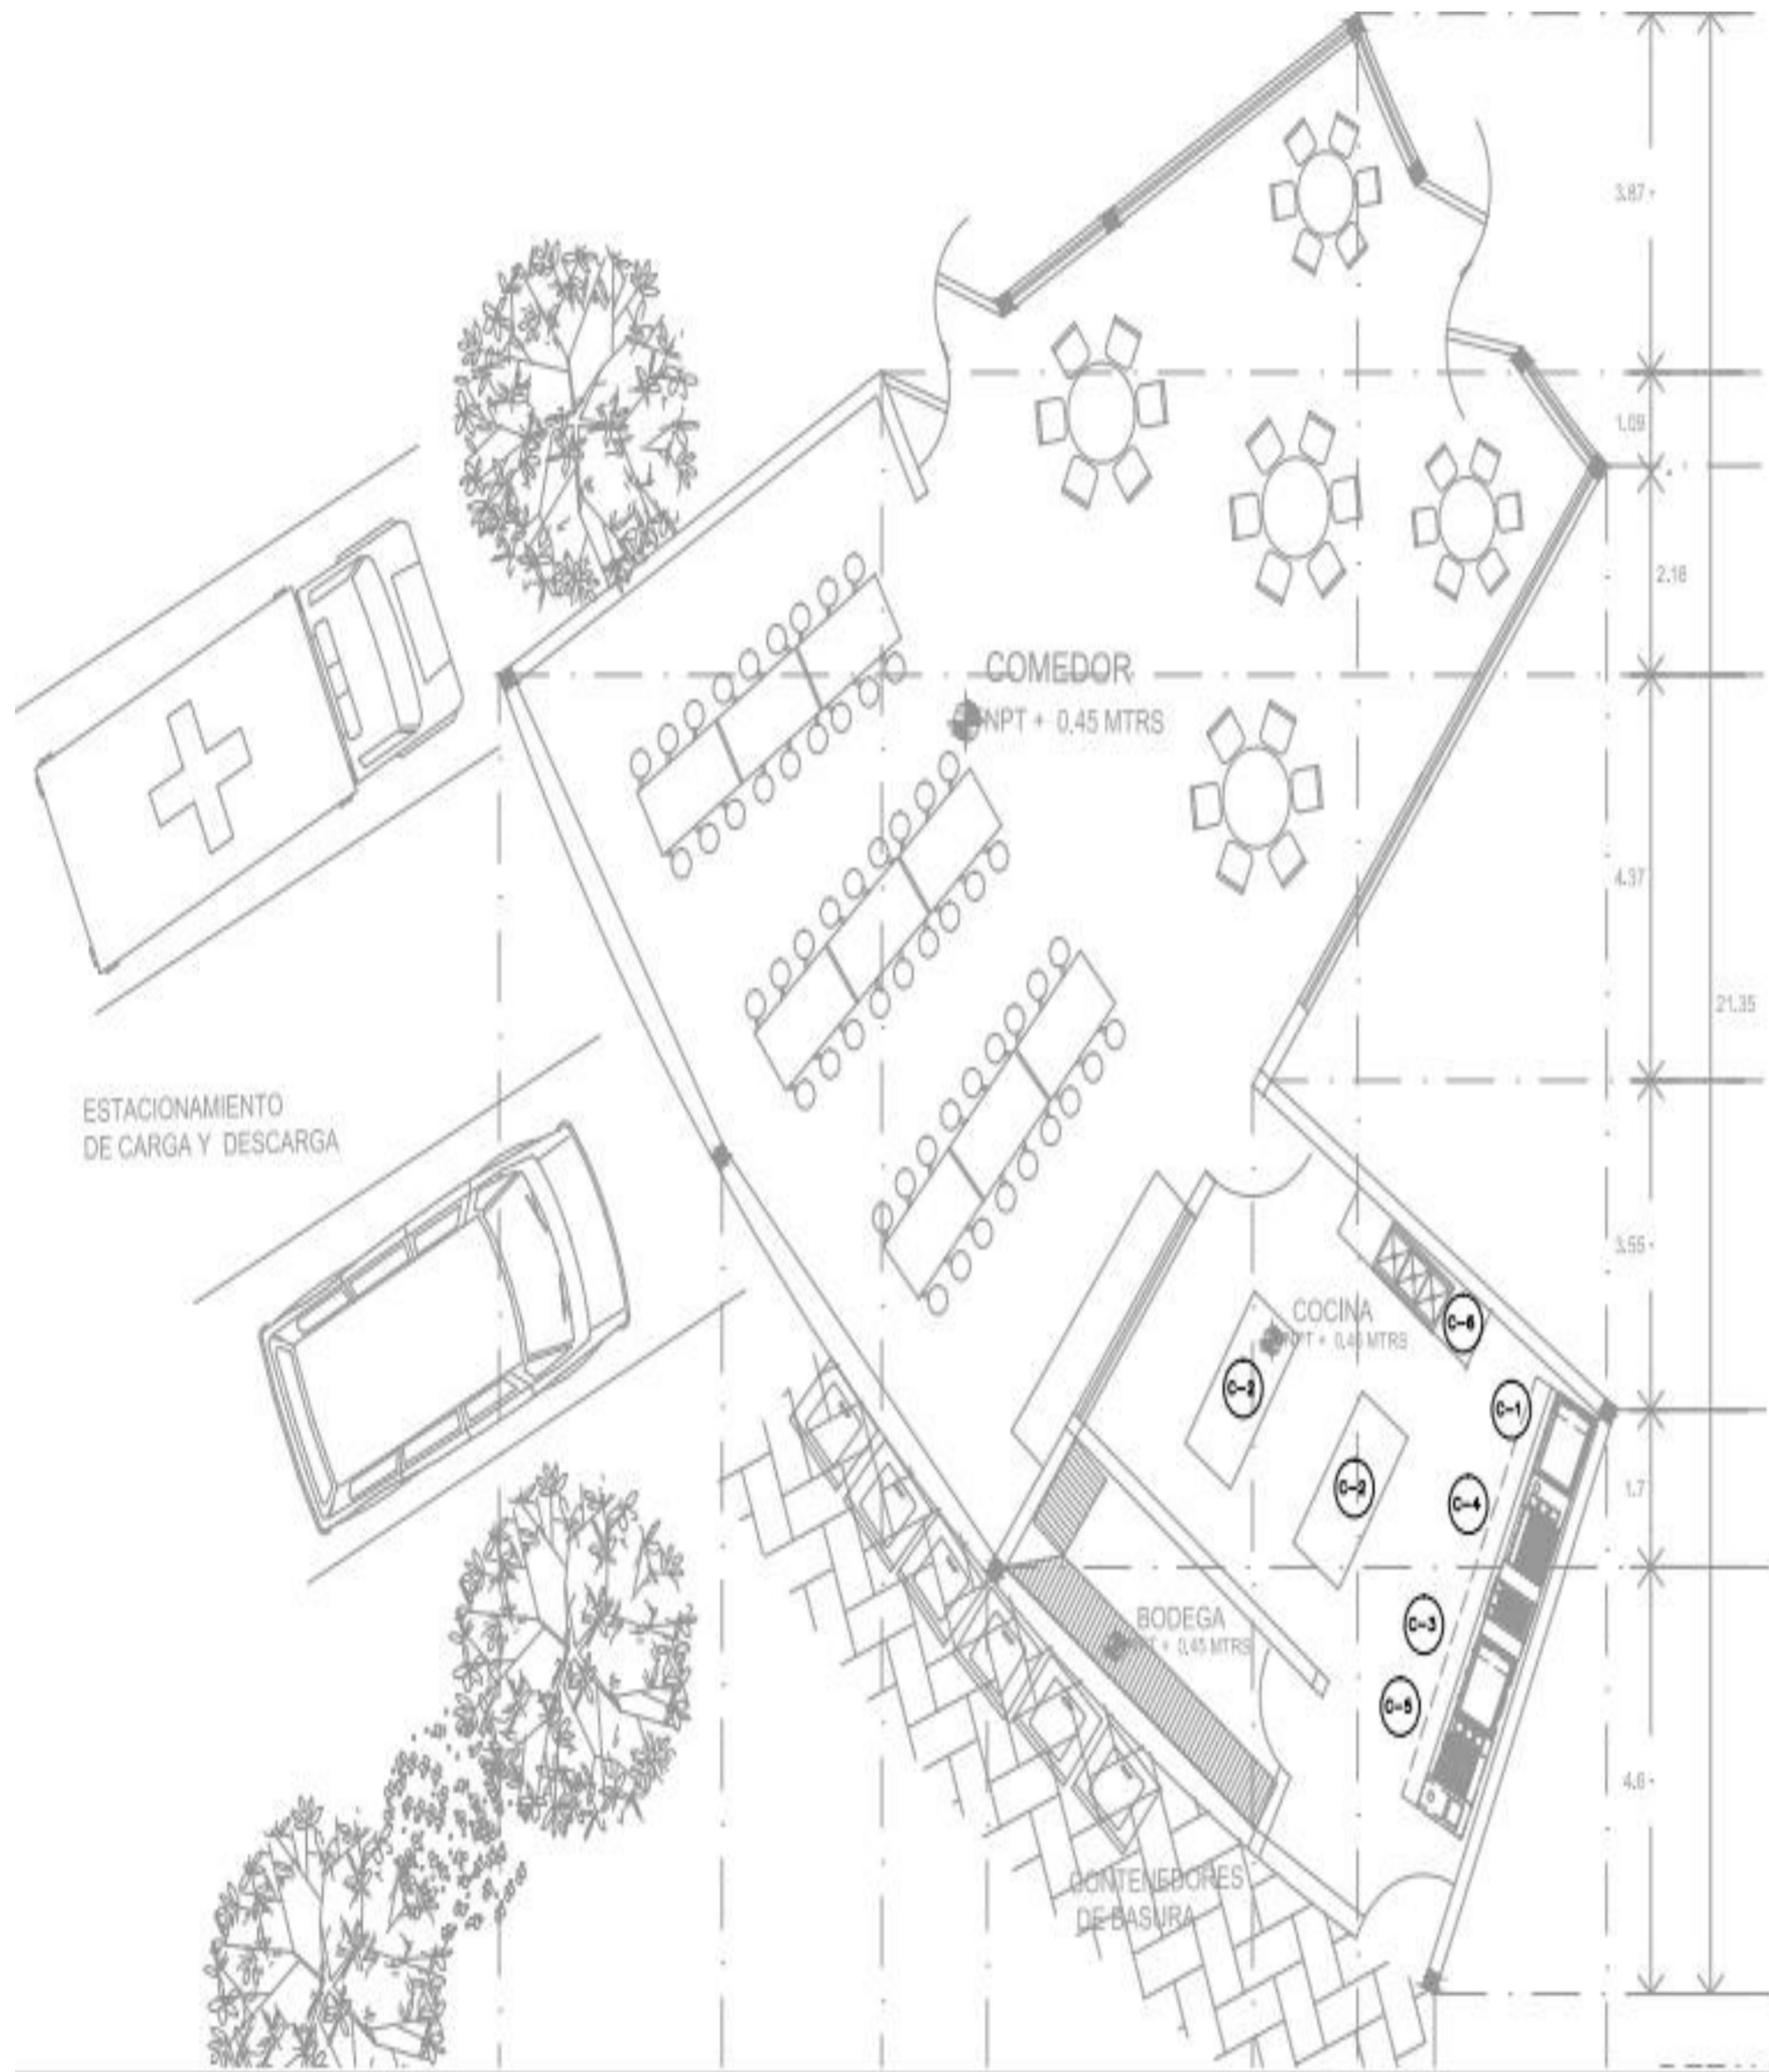 3.87
1.09
2.18
COMEDOR
NPT + 0.45 MTRS
4.37
21.35
ESTACIONAMIENTO
DE CARGA Y DESCARGA
3.55
COCINA
C-6
C-2
C-1
C-2
C-4
1.7
BODEGA
C-3
C-5
4.6
CONTENEDORES
DE BASURA